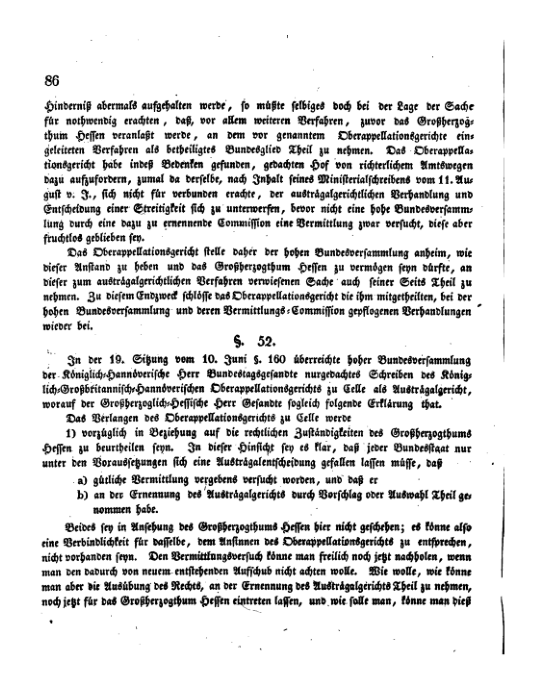 86
Hinderniß abermals aufgehalten werde, so müßte selbiges doch bei der Lage der Sache
für nothwendig erachten, daß, vor allem weiteren Verfahren, zuvor das Großherzog-
thum Hessen veranlaßt werde, an dem vor genanntem Oberappellationsgerichte ein-
geleiteten Verfahren als betheiligtes Bundesglied Theil zu nehmen. Das Oberappella-
tionsgericht habe indeß Bedenken gefunden, gedachten Hof von richterlichem Amtswegen
dazu aufzufordern, zumal da derselbe, nach Inhalt seines Ministerialschreibens vom 11. Au-
gust v. J., sich nicht für verbunden erachte, der austrägalgerichtlichen Verhandlung und
Entscheidung einer Streitigkeit sich zu unterwerfen, bevor nicht eine hohe Bundesversamm-
lung durch eine dazu zu ernennende Commission eine Vermittlung zwar versucht, diese aber
fruchtlos geblieben sey.
Das Oberappellationsgericht stelle daher der hohen Bundesversammlung anheim, wie
dieser Anstand zu heben und das Großherzogthum Hessen zu vermögen seyn dürfte, an
dieser zum austrägalgerichtlichen Verfahren verwiesenen Sache auch seiner Seits Theil zu
nehmen. Zu diesem Endzweck schlösse das Oberappellationsgericht die ihm mitgetheilten, bei der
hohen Bundesversammlung und deren Vermittlungs-Commission gepflogenen Verhandlungen
wieder bei.
§. 52.
In der 19. Sitzung vom 10. Juni §. 160 überreichte hoher Bundesversammlung
der Königlich-Hannöverische Herr Bundestagsgesandte nurgedachtes Schreiben des König-
lich-Großbritannisch-Hannöverischen Oberappellationsgerichts zu Celle als Austrägalgericht,
worauf der Großherzoglich-Hessische Herr Gesandte sogleich folgende Erklärung that.
Das Verlangen des Oberappellationsgerichts zu Celle werde
1) vorzüglich in Beziehung auf die rechtlichen Zuständigkeiten des Großherzogthums
Hessen zu beurtheilen seyn. In dieser Hinsicht sey es klar, daß jeder Bundesstaat nur
unter den Voraussetzungen sich eine Austrägalentscheidung gefallen lassen müsse, daß
a) gütliche Vermittlung vergebens versucht worden, und daß er
b) an der Ernennung des Austrägalgerichts durch Vorschlag oder Auswahl Theil ge-
nommen habe.
Beides sey in Ansehung des Großherzogthums Hessen hier nicht geschehen; es könne also
eine Verbindlichkeit für dasselbe, dem Ansinnen des Oberappellationsgerichts zu entsprechen,
nicht vorhanden seyn. Den Vermittlungsversuch könne man freilich noch jetzt nachholen, wenn
man den dadurch von neuem entstehenden Aufschub nicht achten wolle. Wie wolle, wie könne
man aber die Ausübung des Rechts, an der Ernennung des Austrägalgerichts Theil zu nehmen,
noch jetzt für das Großherzogthum Hessen eintreten lassen, und wie solle man, könne man dieß